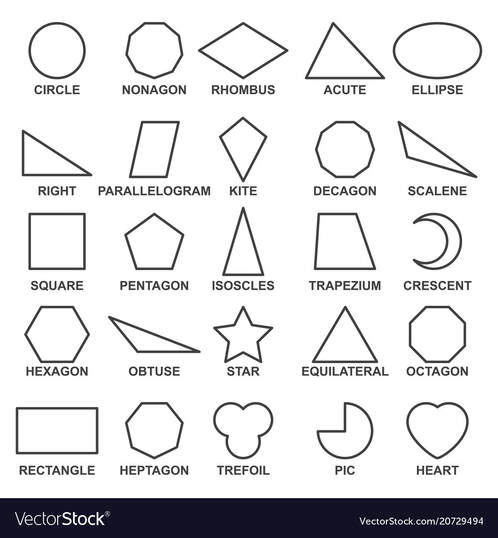 CIRCLE NONAGON RHOMBUS ACUTE ELLIPSE
RIGHT PARALLELOGRAM KITE DECAGON SCALENE
SQUARE PENTAGON ISOSCLES TRAPEZIUM CRESCENT
HEXAGON OBTUSE STAR EQUILATERAL OCTAGON
RECTANGLE HEPTAGON TREFOIL PIC HEART
VectorStock® VectorStock.com/20729494